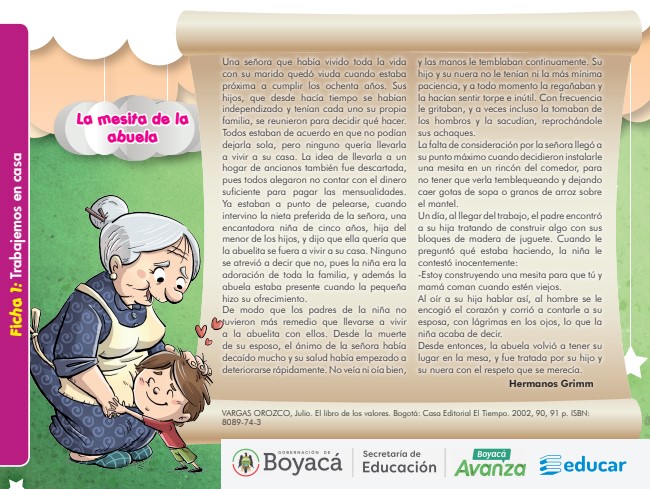 Ficha 1: Trabajemos en casa
La mesita de la
abuela
Una señora que había vivido toda la vida
con su marido quedó viuda cuando estaba
próxima a cumplir los ochenta años. Sus
hijos, que desde hacía tiempo se habían
independizado y tenían cada uno su propia
familia, se reunieron para decidir qué hacer.
Todos estaban de acuerdo en que no podían
dejarla sola, pero ninguno quería llevarla
a vivir a su casa. La idea de llevarla a un
hogar de ancianos también fue descartada,
pues todos alegaron no contar con el dinero
suficiente para pagar las mensualidades.
Ya estaban a punto de pelearse, cuando
intervino la nieta preferida de la señora, una
encantadora niña de cinco años, hija del
menor de los hijos, y dijo que ella quería que
la abuelita se fuera a vivir a su casa. Ninguno
se atrevió a decir que no, pues la niña era la
adoración de toda la familia, y además la
abuela estaba presente cuando la pequeña
hizo su ofrecimiento.
De modo que los padres de la niña no
tuvieron más remedio que llevarse a vivir
a la abuelita con ellos. Desde la muerte
de su esposo, el ánimo de la señora había
decaído mucho y su salud había empezado a
deteriorarse rápidamente. No veía ni oía bien,
y las manos le temblaban continuamente. Su
hijo y su nuera no le tenían ni la más mínima
paciencia, y a todo momento la regañaban y
la hacían sentir torpe e inútil. Con frecuencia
le gritaban, y a veces incluso la tomaban de
los hombros y la sacudían, reprochándole
sus achaques.
La falta de consideración por la señora llegó a
su punto máximo cuando decidieron instalarle
una mesita en un rincón del comedor, para
no tener que verla temblequeando y dejando
caer gotas de sopa o granos de arroz sobre
el mantel.
Un día, al llegar del trabajo, el padre encontró
a su hija tratando de construir algo con sus
bloques de madera de juguete. Cuando le
preguntó qué estaba haciendo, la niña le
contestó inocentemente:
-Estoy construyendo una mesita para que tú y
mamá coman cuando estén viejos.
Al oír a su hija hablar así, al hombre se le
encogió el corazón y corrió a contarle a su
esposa, con lágrimas en los ojos, lo que la
niña acaba de decir.
Desde entonces, la abuela volvió a tener su
lugar en la mesa, y fue tratada por su hijo y
su nuera con el respeto que se merecía.
Hermanos Grimm
VARGAS OROZCO, Julio. El libro de los valores. Bogotá: Casa Editorial El Tiempo. 2002, 90, 91 p. ISBN:
8089-74-3
GOBERNACIÓN DE
Boyacá
Secretaría de
Educación
Boyacá
Avanza
educar